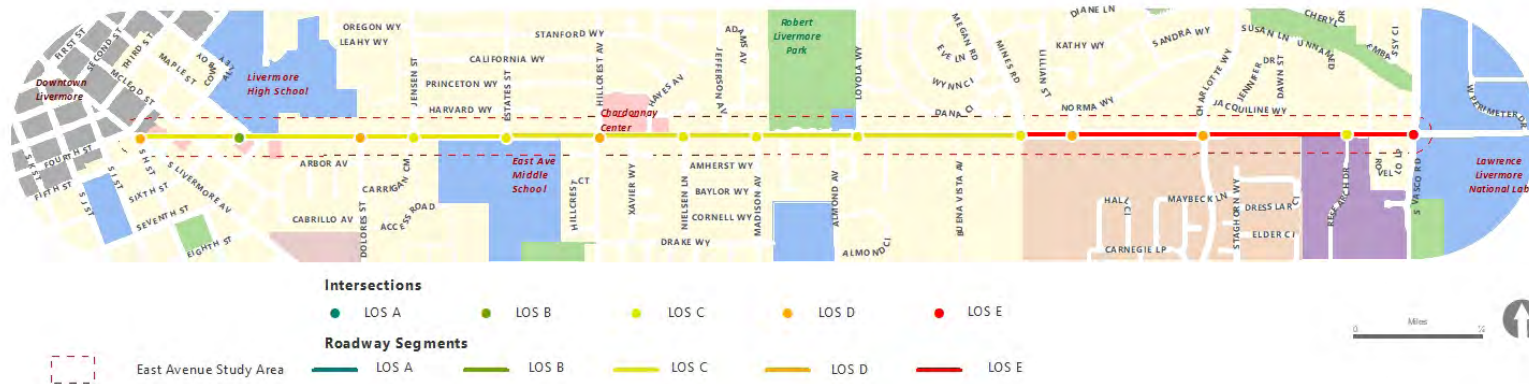 OREGON WY
LEAHY WY
STANFORD WY
CALIFORNIA WY
PRINCETON WY
HARVARD WY
JENSEN ST
ESTATES ST
HILLCREST AV
HAYES AV
JEFFERSON AV
ADAMS AV
Robert
Livermore
Park
LOYOLA WY
MEGAN RD
EVE LN
WYNN CI
DANA CI
MINES RD
LILLIAN ST
DIANE LN
KATHY WY
SANDRA WY
NORMA WY
CHARLOTTE WY
SUSAN LN
UNNAMED
CHERYL DR
JENNIFER DR
DAWN ST
JACQUILINE WY
W PERIMETER DR
FIRST ST
SECOND ST
THIRD ST
MCLEOD ST
MAPLE ST
Downtown
Livermore
Livermore
High School
Chardonnay
Center
FOURTH ST
FIFTH ST
S H ST
S I ST
S J ST
SIXTH ST
SEVENTH ST
EIGHTH ST
S LIVERMORE AV
ARBOR AV
CARRIGAN CM
CABRILLO AV
DOLORES ST
ACCESS ROAD
East Ave
Middle
School
HILLCREST CT
XAVIER WY
AMHERST WY
BAYLOR WY
CORNELL WY
DRAKE WY
NIELSEN LN
MADISON AV
ALMOND AV
ALMOND CI
BUENA VISTA AV
HALL CI
CARNEGIE LP
MAYBECK LN
STAGHORN WY
DRESSLAR CI
ELDER CI
RESEARCH DR
S VASCO RD
Lawrence
Livermore
National Lab
Intersections
LOS A
LOS B
LOS C
LOS D
LOS E
Roadway Segments
East Avenue Study Area
LOS A
LOS B
LOS C
LOS D
LOS E
Miles
0